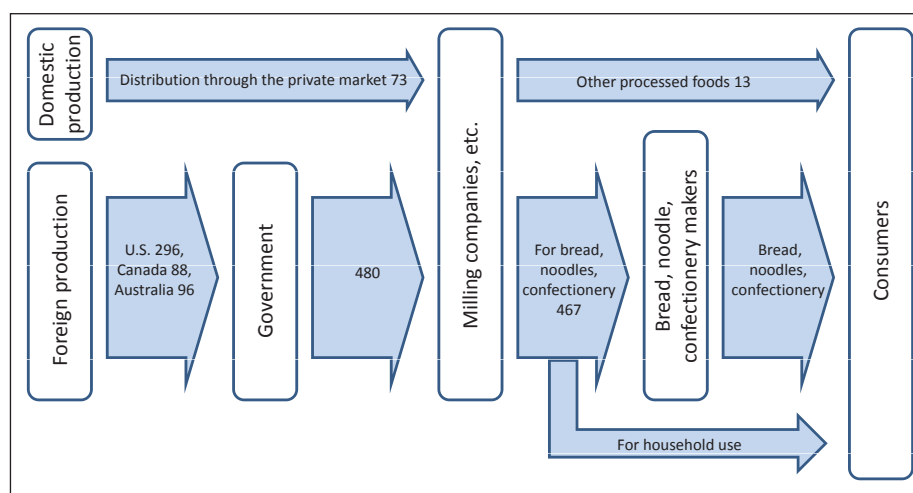 Domestic
production
Distribution through the private market 73
Milling companies, etc.
Other processed foods 13
Consumers
Foreign production
U.S. 296,
Canada 88,
Australia 96
Government
480
For bread,
noodles,
confectionery
467
Bread, noodle,
confectionery makers
Bread,
noodles,
confectionery
For household use